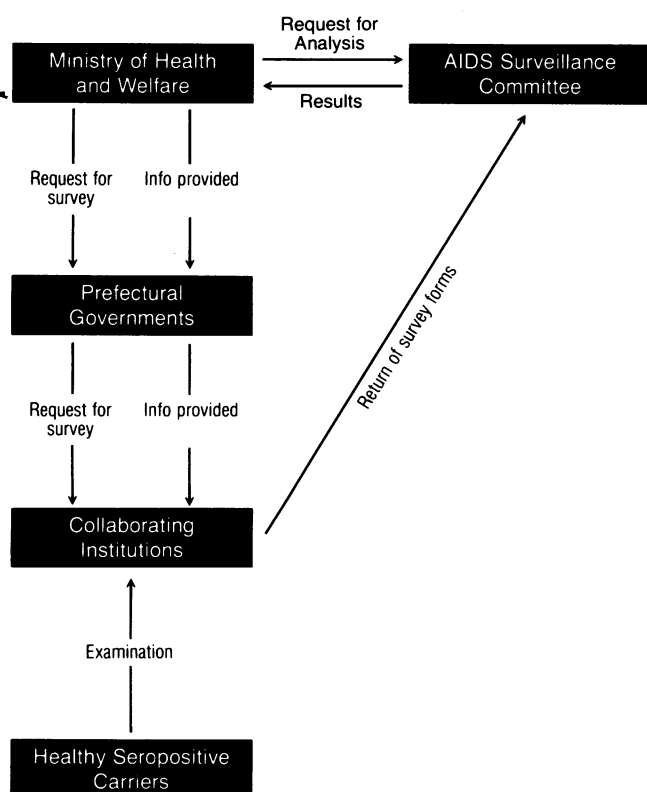 Request for
Analysis
Ministry of Health
and Welfare
AIDS Surveillance
Committee
Results
Request for
survey
Info provided
Prefectural
Governments
Return of survey forms
Request for
survey
Info provided
Collaborating
Institutions
Examination
Healthy Seropositive
Carriers